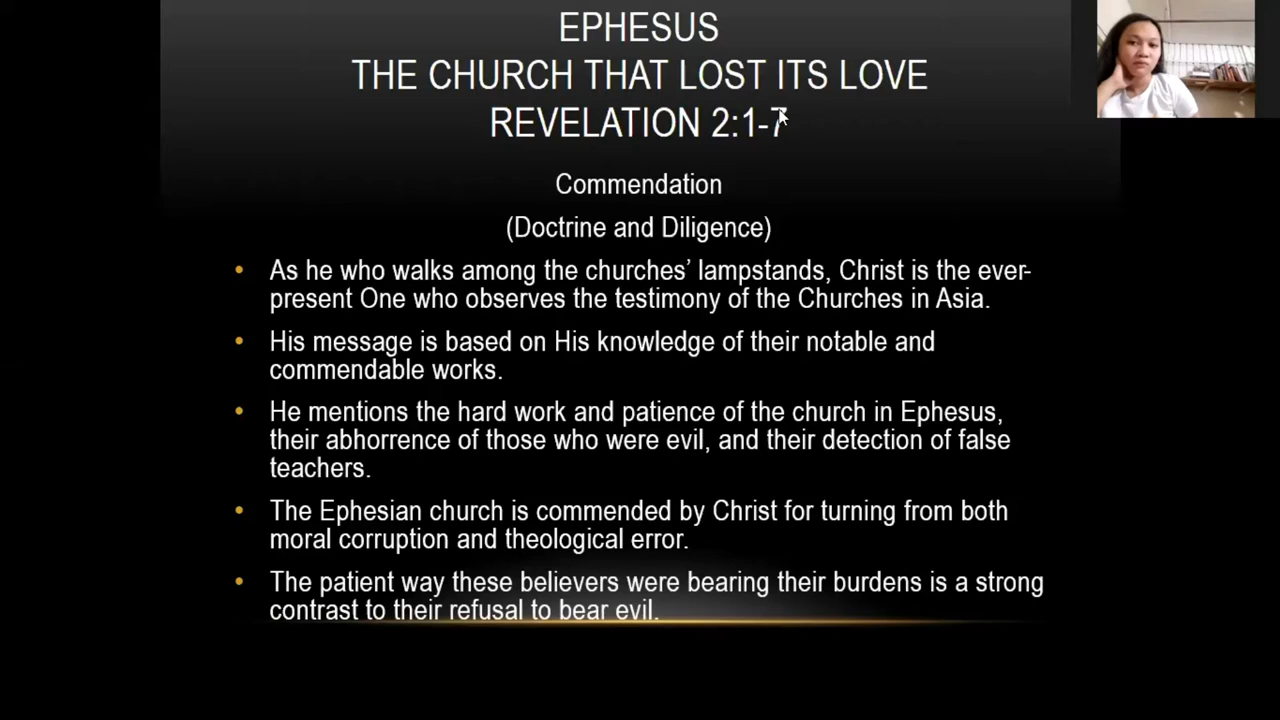 EPHESUS
THE CHURCH THAT LOST ITS LOVE
REVELATION 2:1-7
Commendation
(Doctrine and Diligence)
• As he who walks among the churches’ lampstands, Christ is the ever-
present One who observes the testimony of the Churches in Asia.
• His message is based on His knowledge of their notable and
commendable works.
• He mentions the hard work and patience of the church in Ephesus,
their abhorrence of those who were evil, and their detection of false
teachers.
• The Ephesian church is commended by Christ for turning from both
moral corruption and theological error.
• The patient way these believers were bearing their burdens is a strong
contrast to their refusal to bear evil.